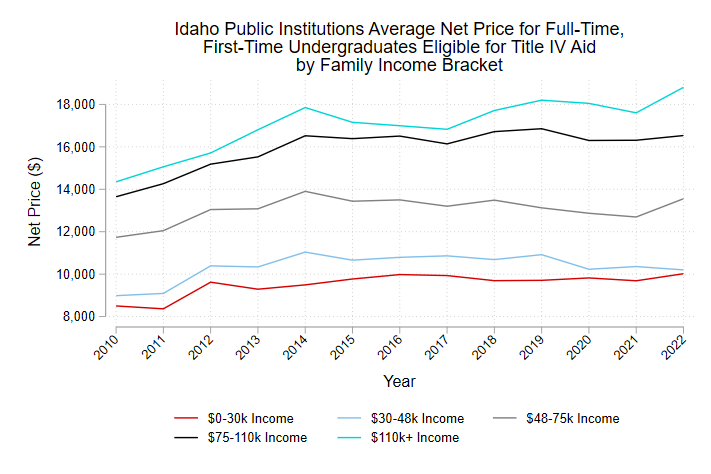 Idaho Public Institutions Average Net Price for Full-Time,
First-Time Undergraduates Eligible for Title IV Aid
by Family Income Bracket
18,000
16,000
14,000
12,000
10,000
8,000
Net Price ($)
2010 2011 2012 2013 2014 2015 2016 2017 2018 2019 2020 2021 2022
Year
$0-30k Income $30-48k Income $48-75k Income
$75-110k Income $110k+ Income